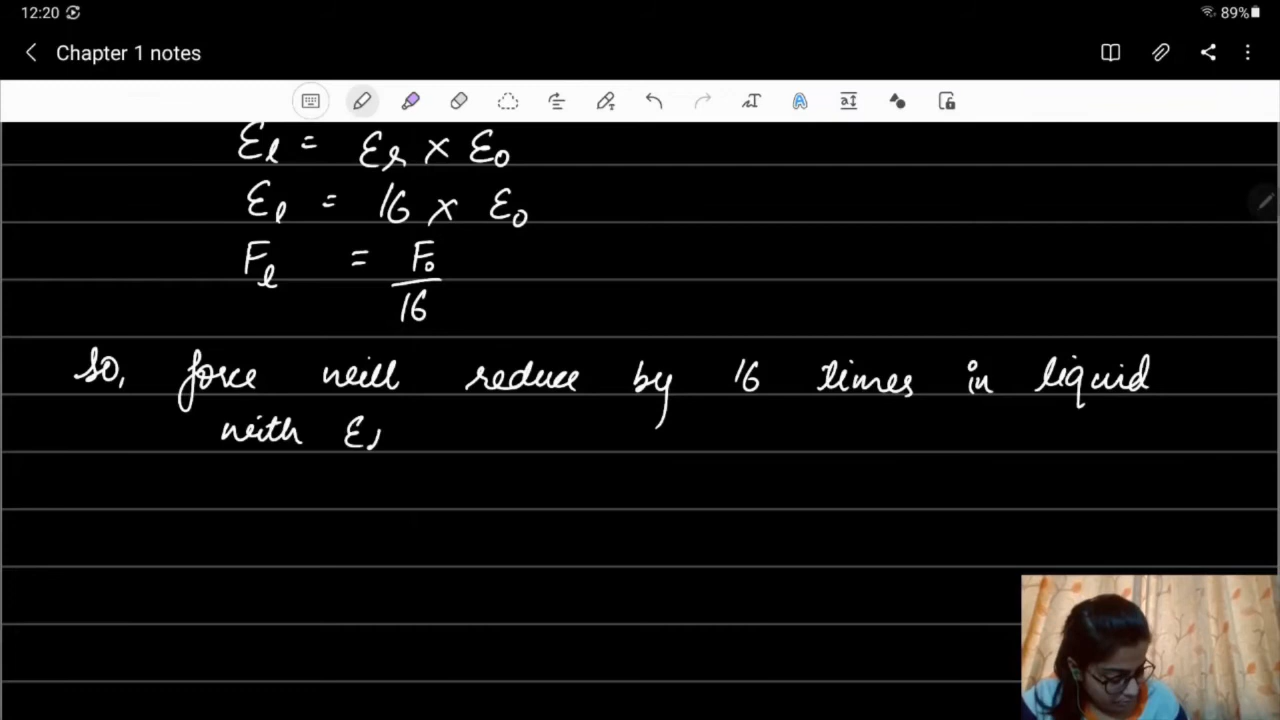 12:20
89%
Chapter 1 notes
εl = εr × ε0
εl = 16 × ε0
Fl = F0/16
So, force will reduce by 16 times in liquid
with ε